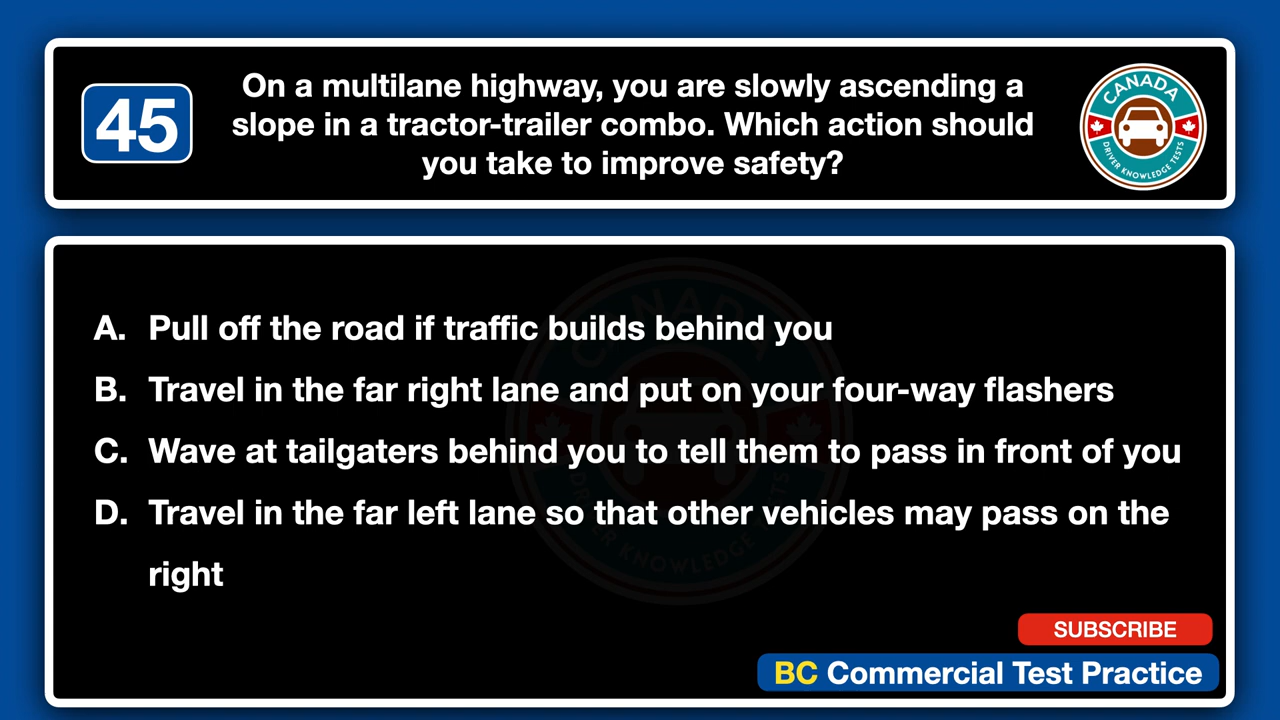 45
On a multilane highway, you are slowly ascending a
slope in a tractor-trailer combo. Which action should
you take to improve safety?
CANADA
DRIVER KNOWLEDGE TESTS
A. Pull off the road if traffic builds behind you
B. Travel in the far right lane and put on your four-way flashers
C. Wave at tailgaters behind you to tell them to pass in front of you
D. Travel in the far left lane so that other vehicles may pass on the
right
SUBSCRIBE
BC Commercial Test Practice